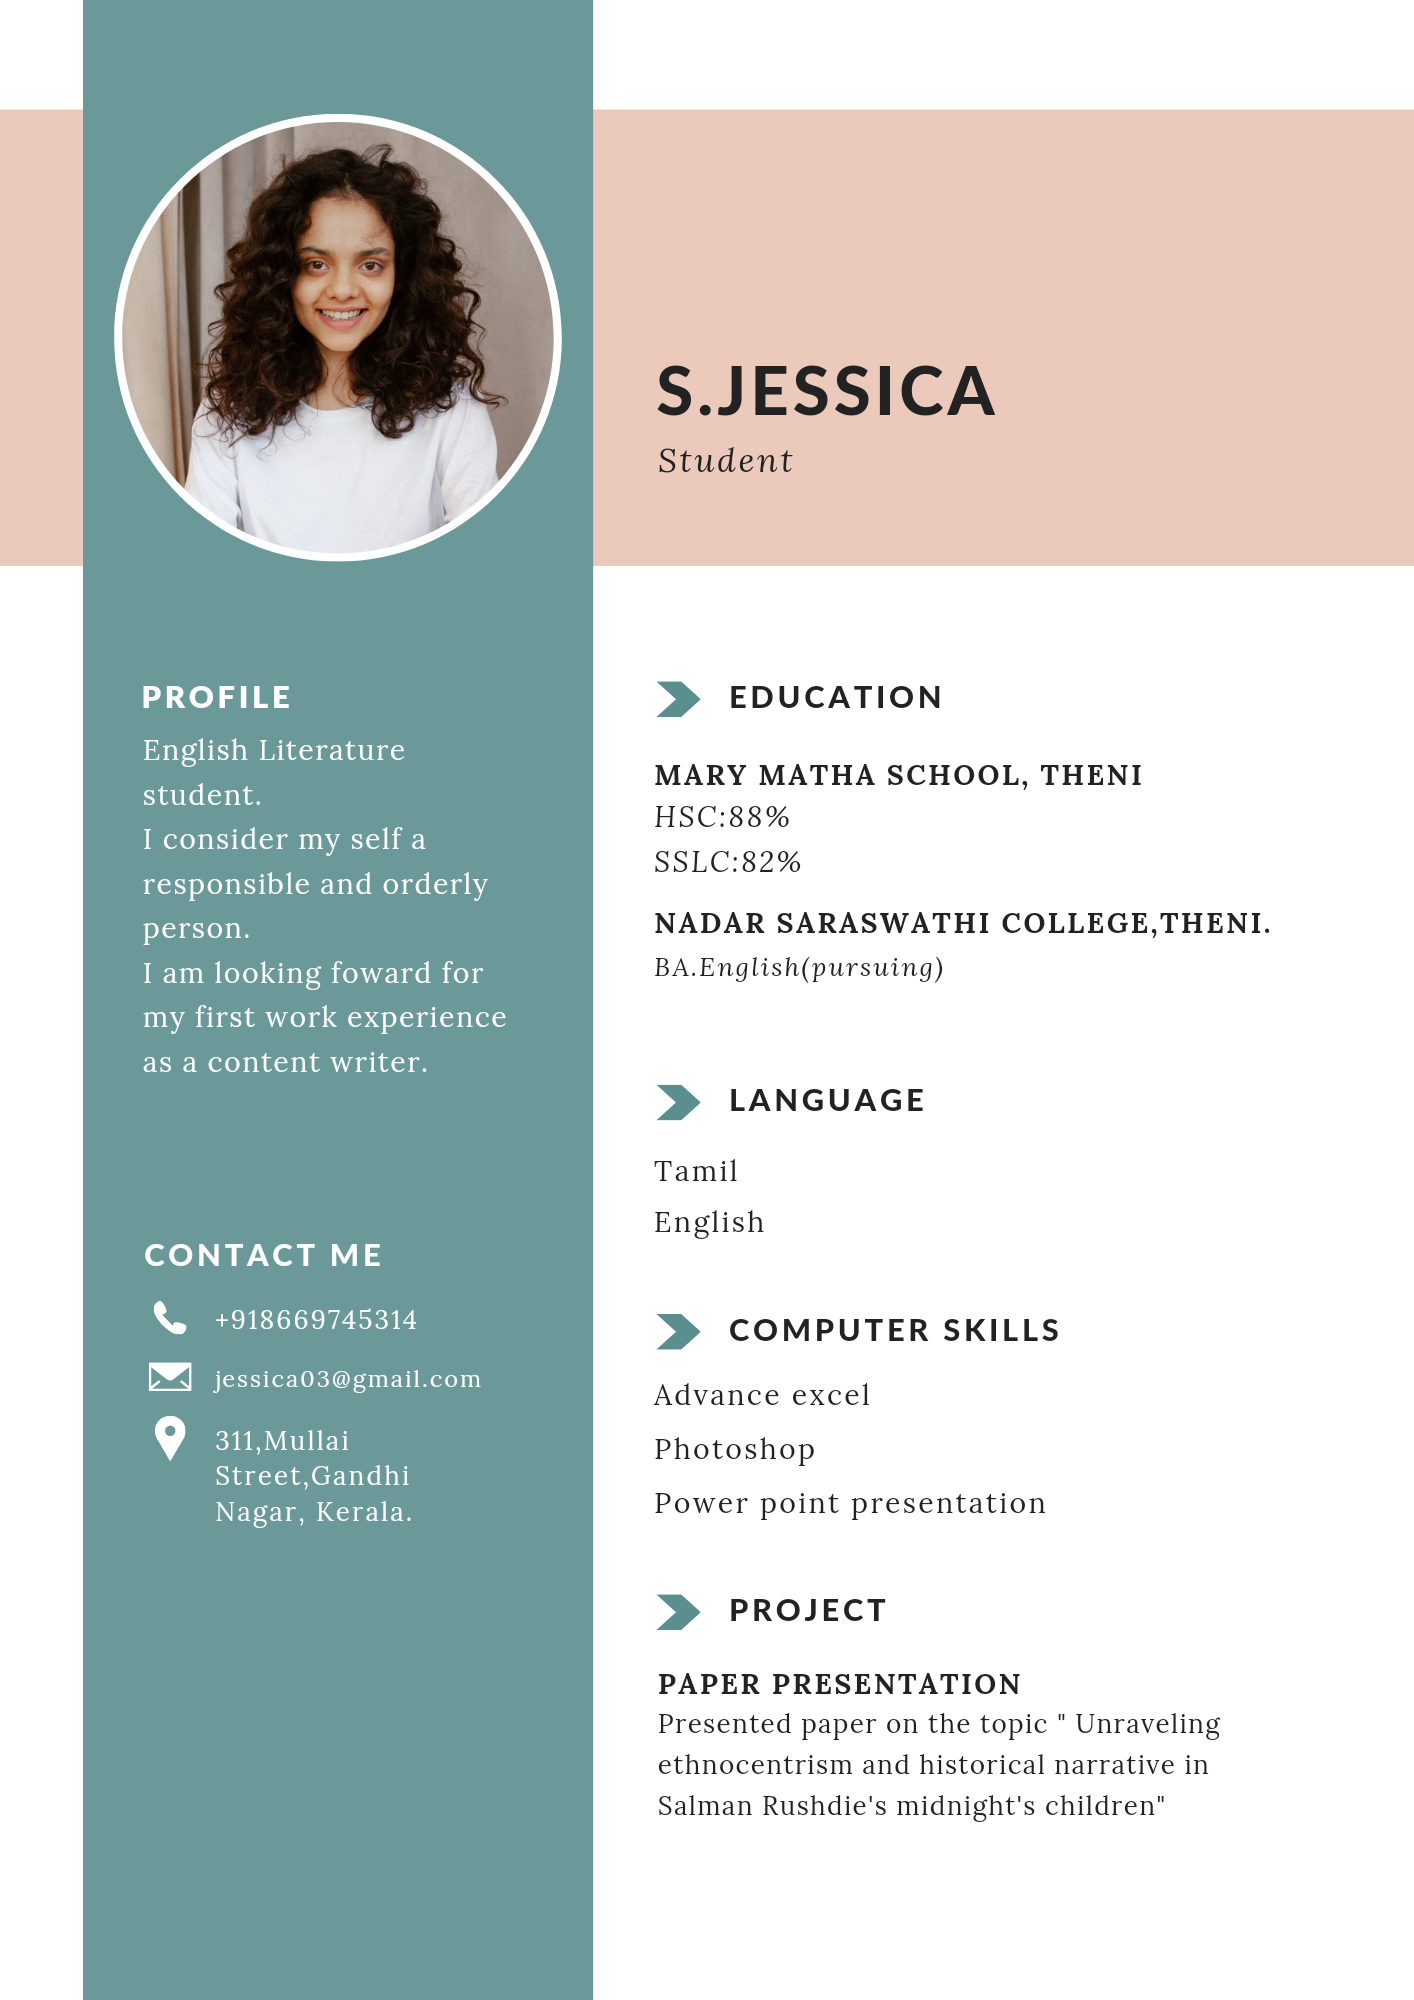 S.JESSICA
Student
PROFILE
English Literature
student.
I consider my self a
responsible and orderly
person.
I am looking foward for
my first work experience
as a content writer.
CONTACT ME
+918669745314
jessica03@gmail.com
311,Mullai
Street,Gandhi
Nagar, Kerala.
EDUCATION
MARY MATHA SCHOOL, THENI
HSC:88%
SSLC:82%
NADAR SARASWATHI COLLEGE,THENI.
BA.English(pursuing)
LANGUAGE
Tamil
English
COMPUTER SKILLS
Advance excel
Photoshop
Power point presentation
PROJECT
PAPER PRESENTATION
Presented paper on the topic " Unraveling
ethnocentrism and historical narrative in
Salman Rushdie's midnight's children"